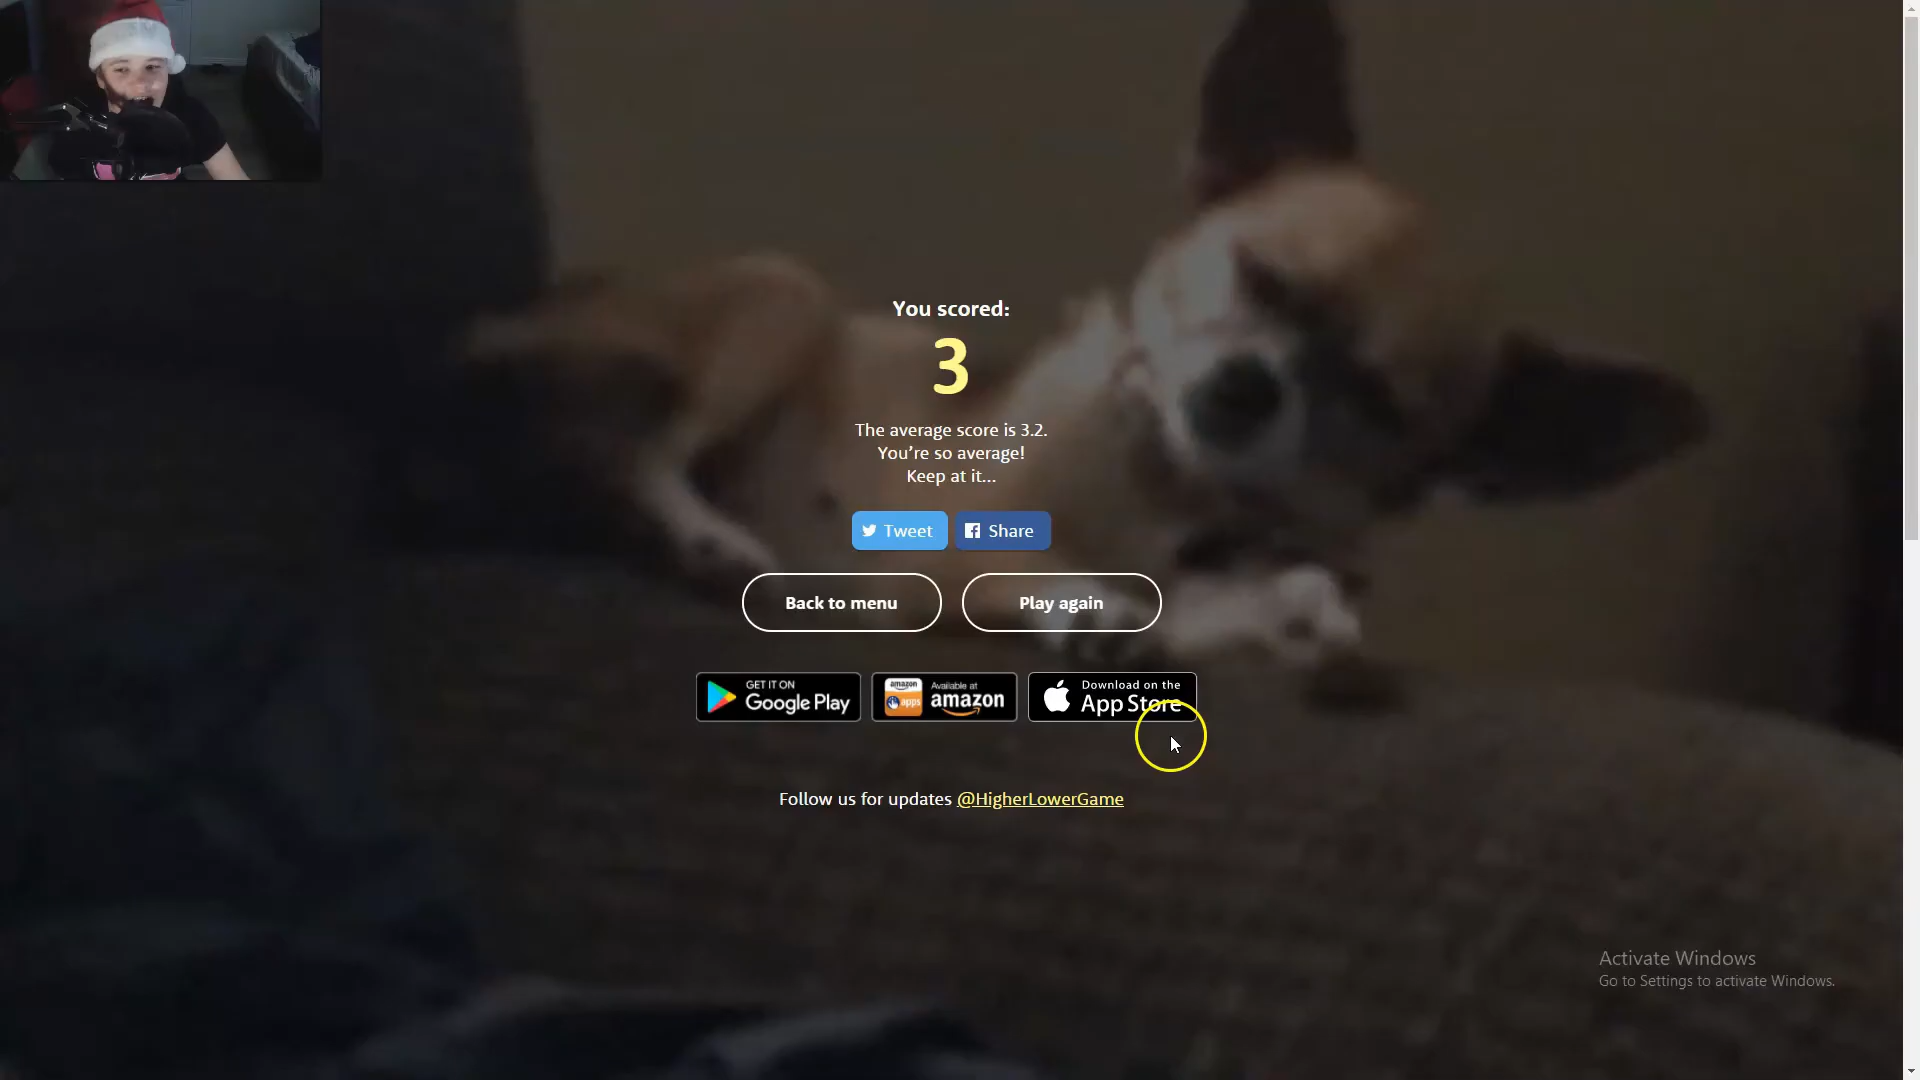 You scored:
3
The average score is 3.2.
You're so average!
Keep at it...
Tweet
Share
Back to menu
Play again
GET IT ON
Google Play
amazon
apps
Available at
amazon
Download on the
App Store
Follow us for updates @HigherLowerGame
Activate Windows
Go to Settings to activate Windows.